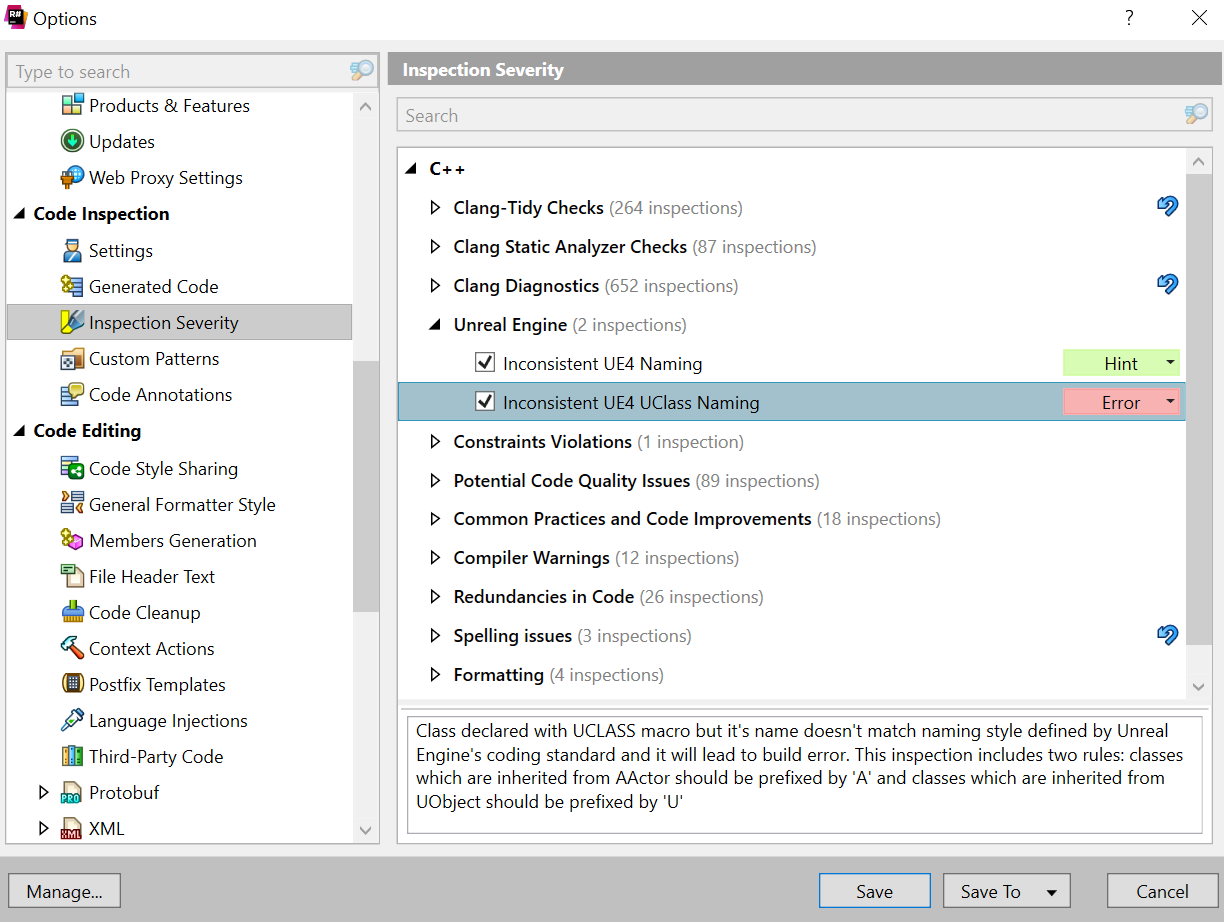 R#
Options
?
Type to search
Products & Features
Updates
Web Proxy Settings
Code Inspection
Settings
Generated Code
Inspection Severity
Custom Patterns
Code Annotations
Code Editing
Code Style Sharing
General Formatter Style
Members Generation
File Header Text
Code Cleanup
Context Actions
Postfix Templates
Language Injections
Third-Party Code
PRO
Protobuf
XML
XML
Inspection Severity
Search
C++
Clang-Tidy Checks (264 inspections)
Clang Static Analyzer Checks (87 inspections)
Clang Diagnostics (652 inspections)
Unreal Engine (2 inspections)
Inconsistent UE4 Naming Hint
Inconsistent UE4 UClass Naming Error
Constraints Violations (1 inspection)
Potential Code Quality Issues (89 inspections)
Common Practices and Code Improvements (18 inspections)
Compiler Warnings (12 inspections)
Redundancies in Code (26 inspections)
Spelling issues (3 inspections)
Formatting (4 inspections)
Class declared with UCLASS macro but it's name doesn't match naming style defined by Unreal
Engine's coding standard and it will lead to build error. This inspection includes two rules: classes
which are inherited from AActor should be prefixed by 'A' and classes which are inherited from
UObject should be prefixed by 'U'
Manage... Save Save To Cancel